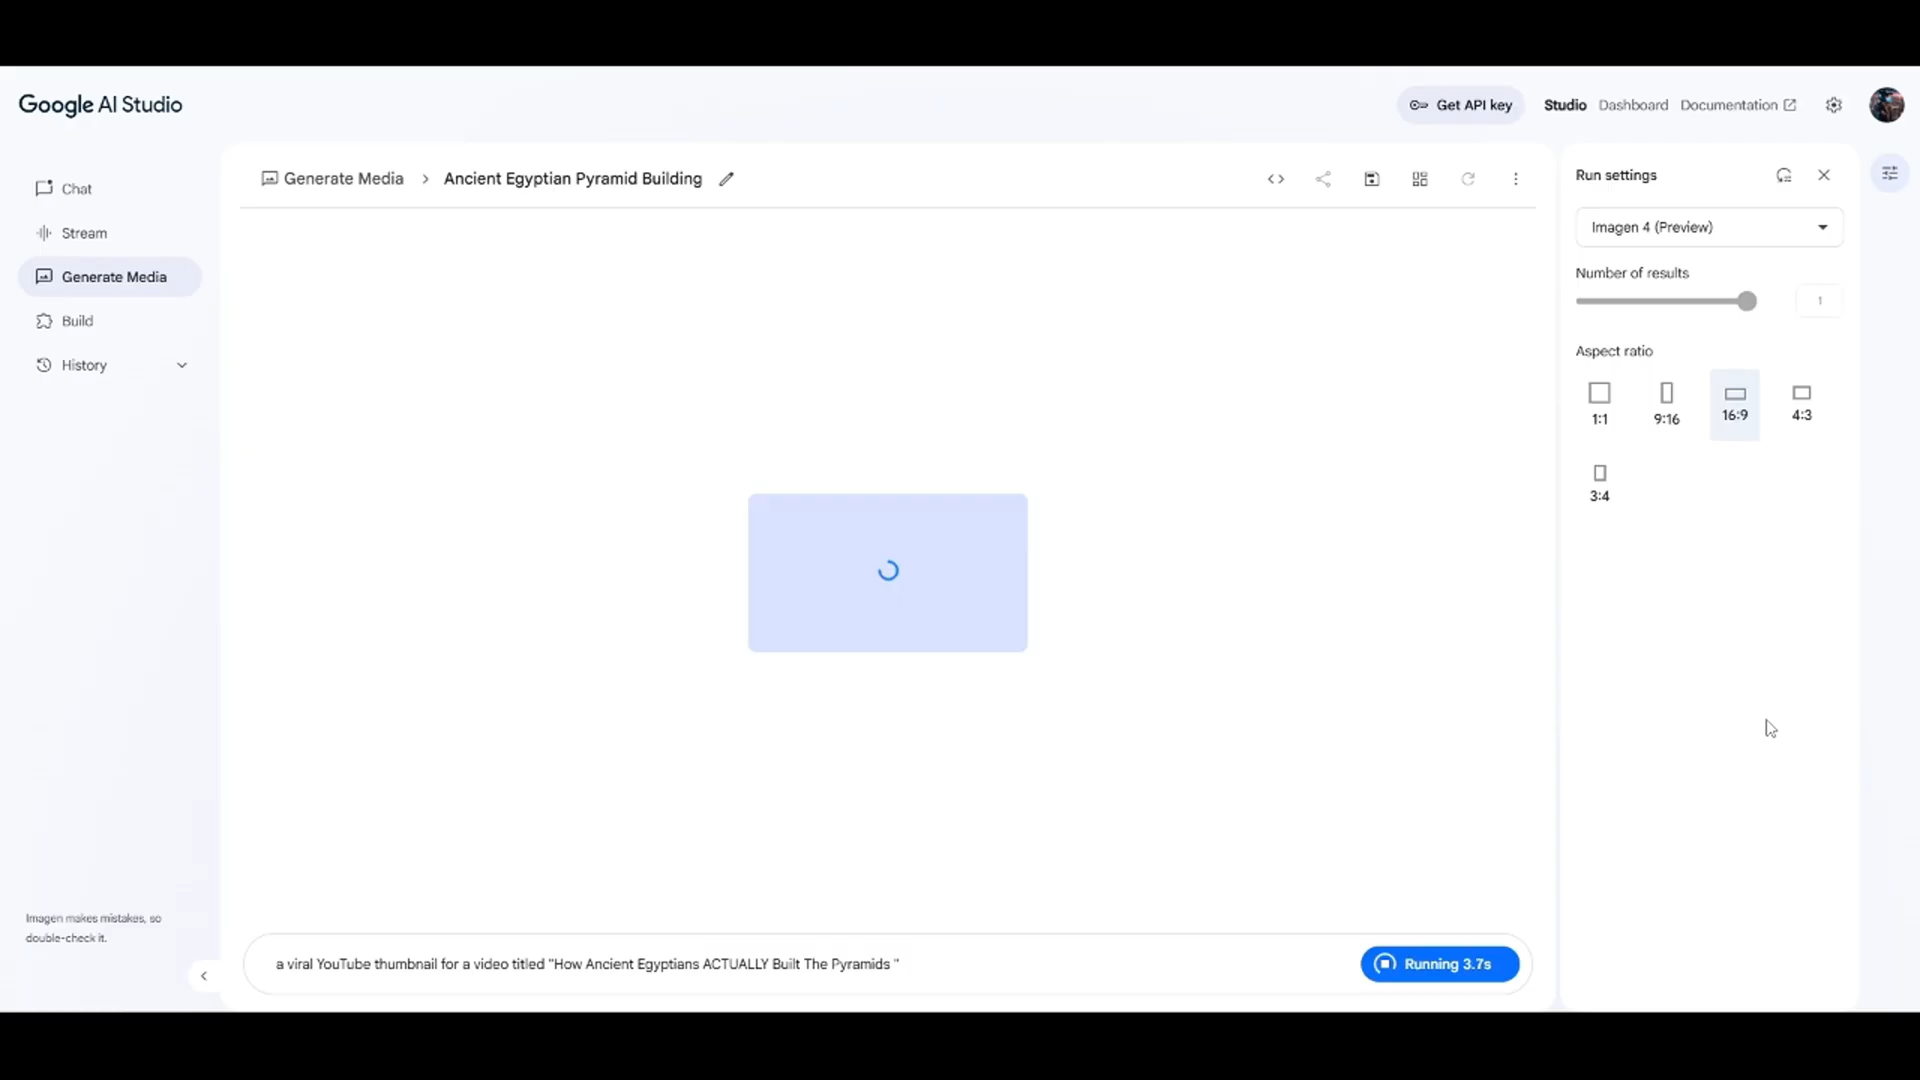 Google AI Studio
Get API key
Studio
Dashboard
Documentation
Chat
Stream
Generate Media
Build
History
Generate Media > Ancient Egyptian Pyramid Building
Run settings
Imagen 4 (Preview)
Number of results
1
Aspect ratio
1:1
9:16
16:9
4:3
3:4
Imagen makes mistakes, so
double-check it.
a viral YouTube thumbnail for a video titled "How Ancient Egyptians ACTUALLY Built The Pyramids "
Running 3.7s